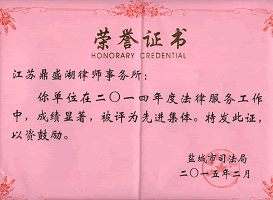 荣誉证书
HONORARY CREDENTIAL
江苏鼎盛湖律师事务所：
你单位在二〇一四年度法律服务工作
中，成绩显著，被评为先进集体。特发此证，
以资鼓励。
盐城市司法局
二〇一五年二月